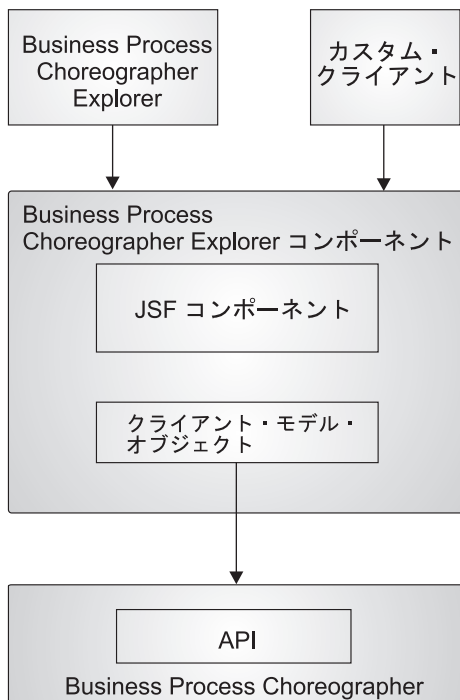 Business Process
Choreographer
Explorer
カスタム・
クライアント
Business Process
Choreographer Explorer コンポーネント
JSF コンポーネント
クライアント・モデル・
オブジェクト
API
Business Process Choreographer